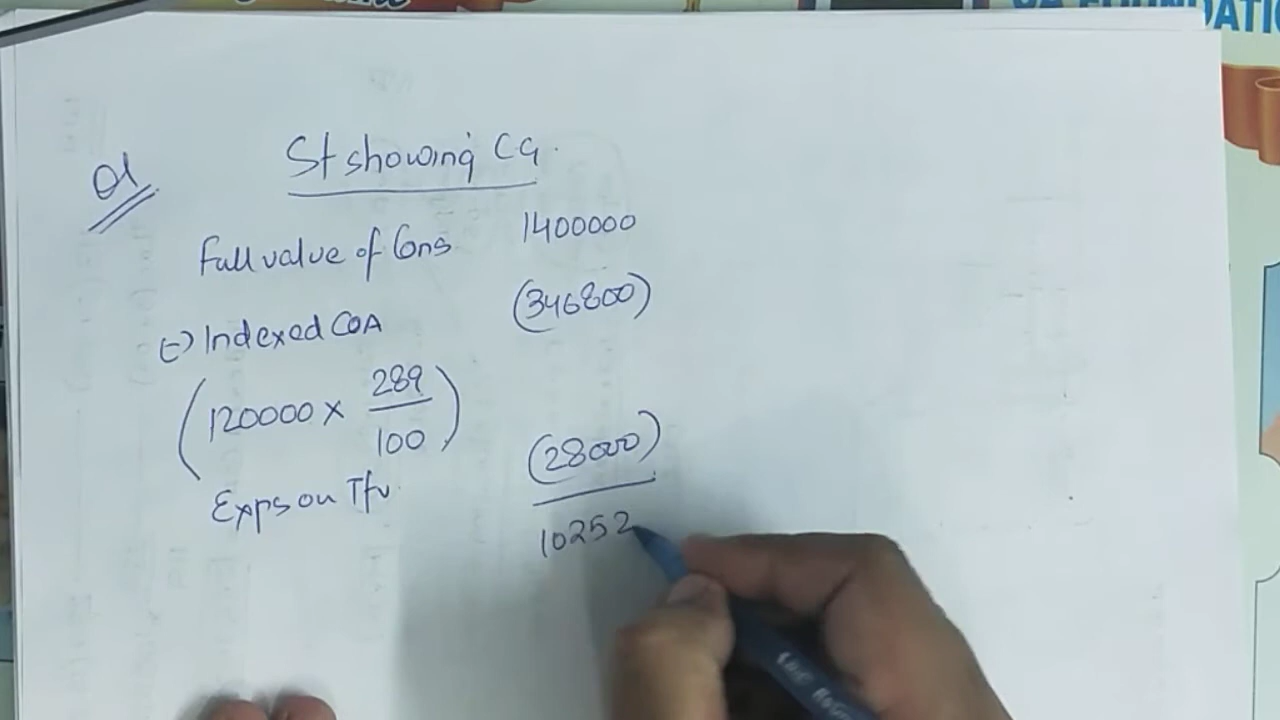 Q1
St showing CG.
Full value of Cons 1400000
(-) Indexed COA (346800)
(120000 × 289/100)
Exps on Tfr (28000)
10252